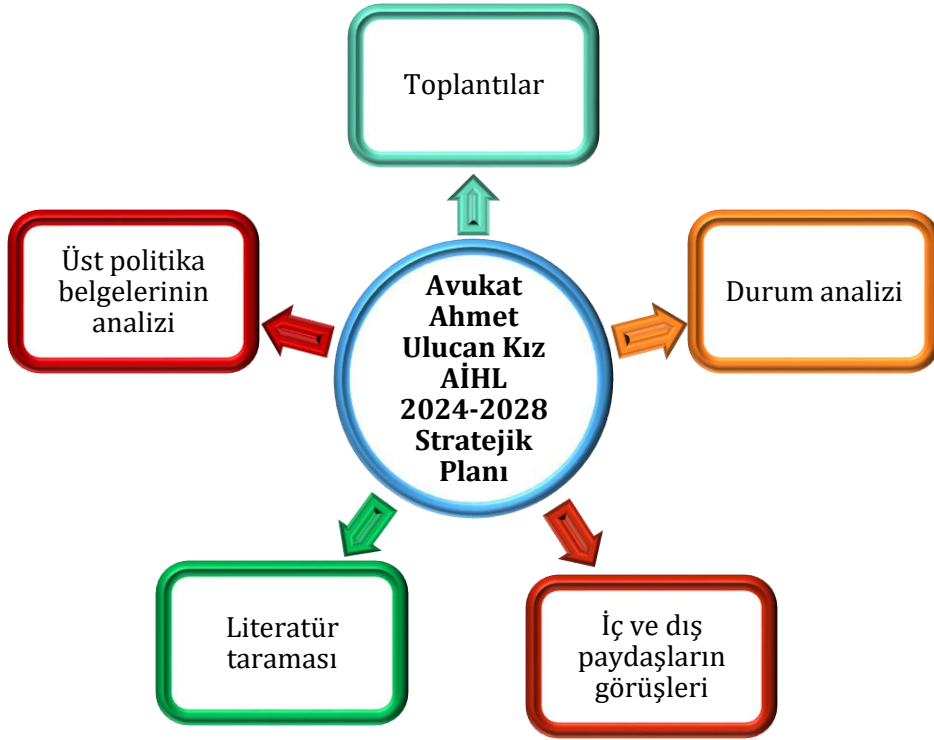 Toplantılar
Üst politika
belgelerinin
analizi
Avukat
Ahmet
Ulucan Kız
AİHL
2024-2028
Stratejik
Planı
Durum analizi
Literatür
taraması
İç ve dış
paydaşların
görüşleri